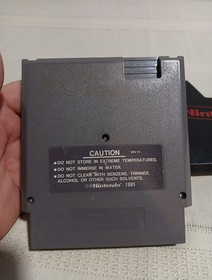 CAUTION
●DO NOT STORE IN EXTREME TEMPERATURES.
●DO NOT IMMERSE IN WATER.
●DO NOT CLEAN WITH BENZENE, THINNER,
ALCOHOL OR OTHER SUCH SOLVENTS.
©Nintendo 1985
Nin